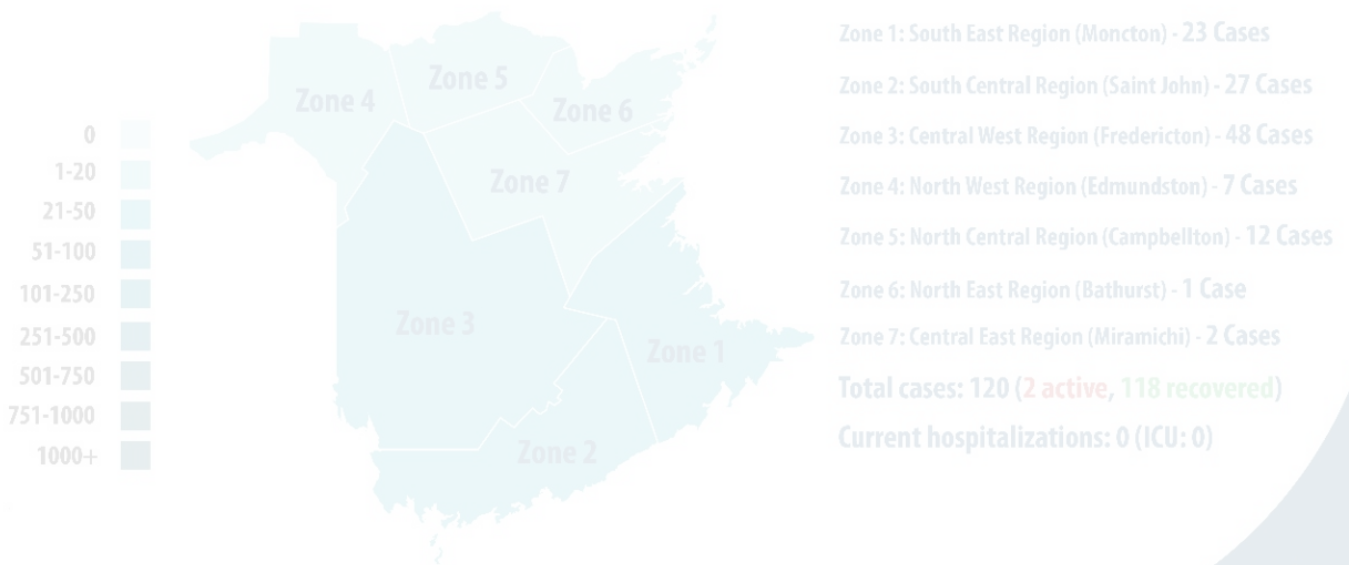 0
1-20
21-50
51-100
101-250
251-500
501-750
751-1000
1000+
Zone 4
Zone 5
Zone 6
Zone 7
Zone 3
Zone 1
Zone 2
Zone 1: South East Region (Moncton) - 23 Cases
Zone 2: South Central Region (Saint John) - 27 Cases
Zone 3: Central West Region (Fredericton) - 48 Cases
Zone 4: North West Region (Edmundston) - 7 Cases
Zone 5: North Central Region (Campbellton) - 12 Cases
Zone 6: North East Region (Bathurst) - 1 Case
Zone 7: Central East Region (Miramichi) - 2 Cases
Total cases: 120 (2 active, 118 recovered)
Current hospitalizations: 0 (ICU: 0)